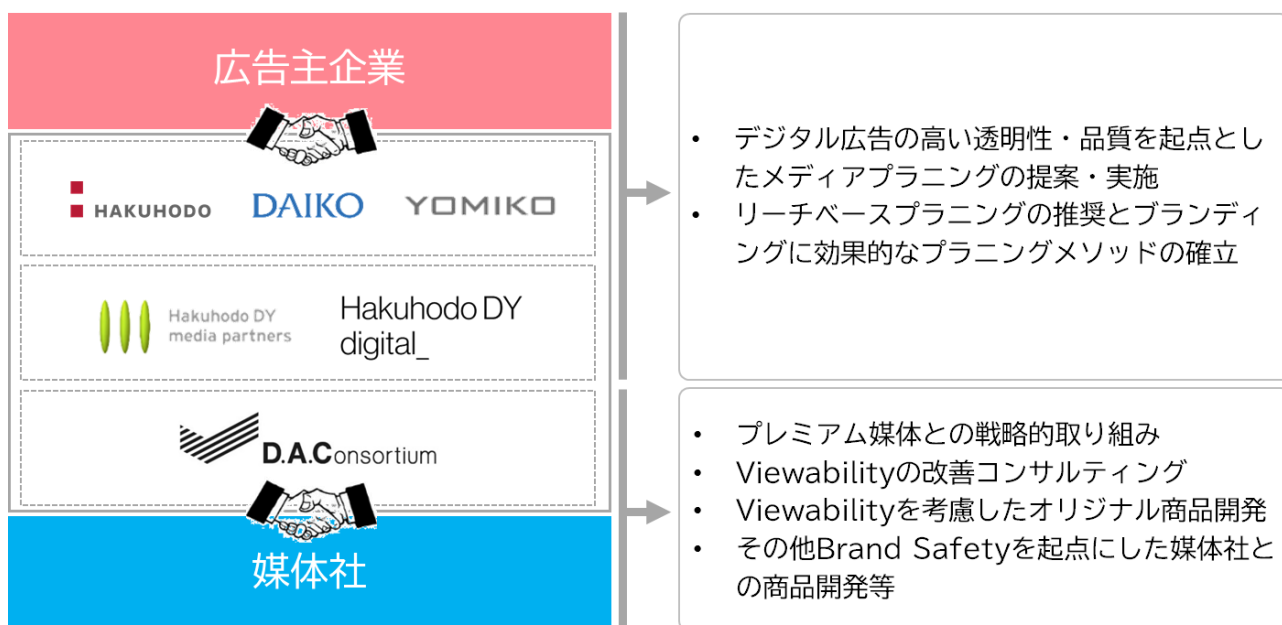 広告主企業
HAKUHODO DAIKO YOMIKO
Hakuhodo DY
media partners
Hakuhodo DY
digital_
D.A.Consortium
媒体社
• デジタル広告の高い透明性・品質を起点とし
たメディアプラニングの提案・実施
• リーチベースプラニングの推奨とブランディ
ングに効果的なプラニングメソッドの確立
• プレミアム媒体との戦略的取り組み
• Viewabilityの改善コンサルティング
• Viewabilityを考慮したオリジナル商品開発
• その他Brand Safetyを起点にした媒体社と
の商品開発等